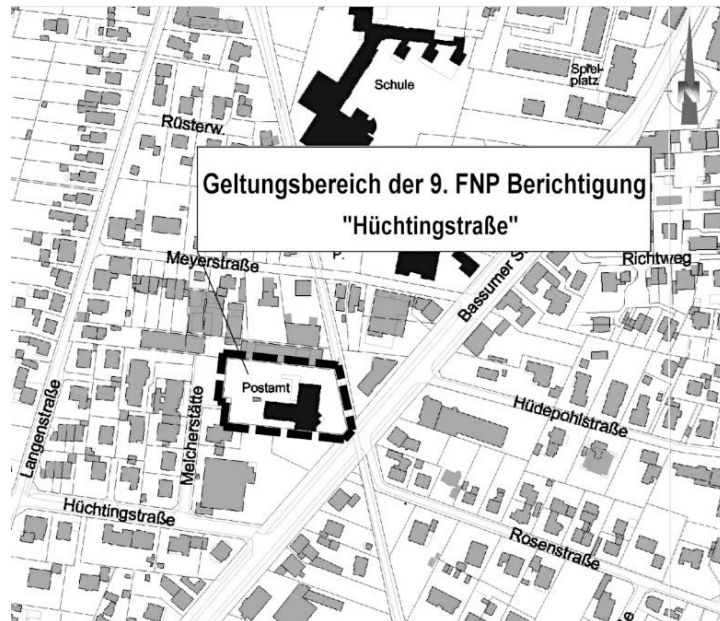 Schule
Spiel-
platz
N
Rüsterw.
Geltungsbereich der 9. FNP Berichtigung
"Hüchtingstraße"
Meyerstraße
P.
Bassumer S
Richtweg
Postamt
Langenstraße
Melcherstätte
Hüdepohlstraße
Hüchtingstraße
Rosenstraße